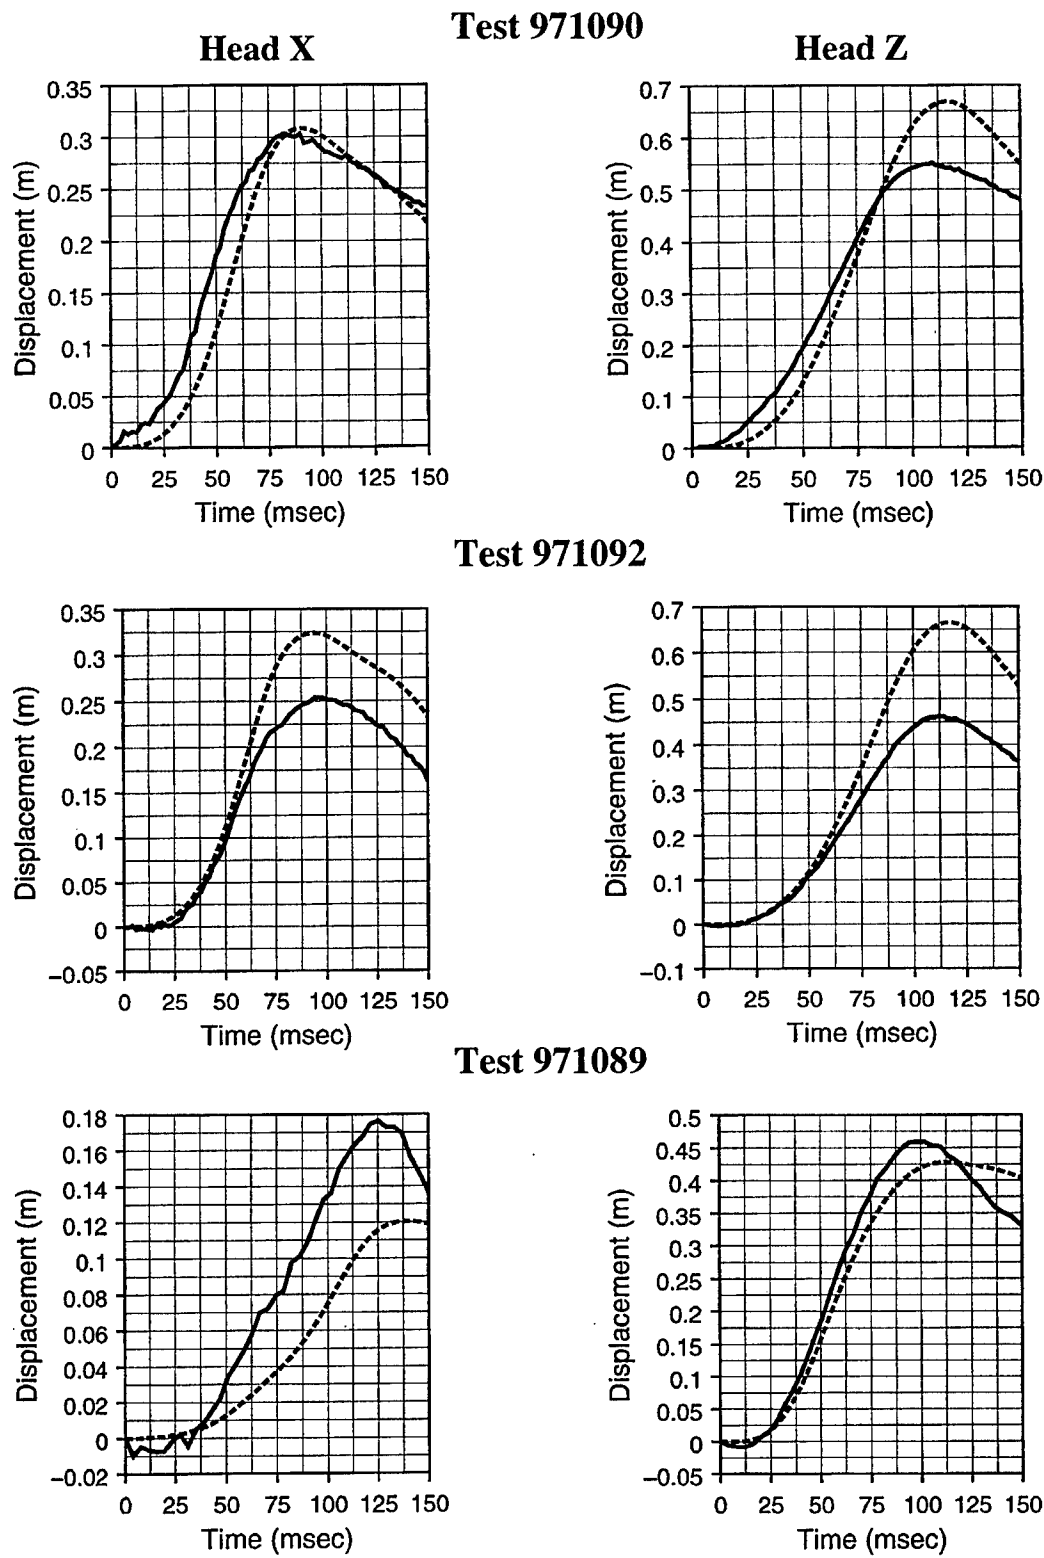 Test 971090
Head X
Head Z
0.35
0.3
0.25
0.2
0.15
0.1
0.05
0
Displacement (m)
0 25 50 75 100 125 150
Time (msec)
0.7
0.6
0.5
0.4
0.3
0.2
0.1
0
Displacement (m)
0 25 50 75 100 125 150
Time (msec)
Test 971092
0.35
0.3
0.25
0.2
0.15
0.1
0.05
0
−0.05
Displacement (m)
0 25 50 75 100 125 150
Time (msec)
0.7
0.6
0.5
0.4
0.3
0.2
0.1
0
−0.1
Displacement (m)
0 25 50 75 100 125 150
Time (msec)
Test 971089
0.18
0.16
0.14
0.12
0.1
0.08
0.06
0.04
0.02
0
−0.02
Displacement (m)
0 25 50 75 100 125 150
Time (msec)
0.5
0.45
0.4
0.35
0.3
0.25
0.2
0.15
0.1
0.05
0
−0.05
Displacement (m)
0 25 50 75 100 125 150
Time (msec)